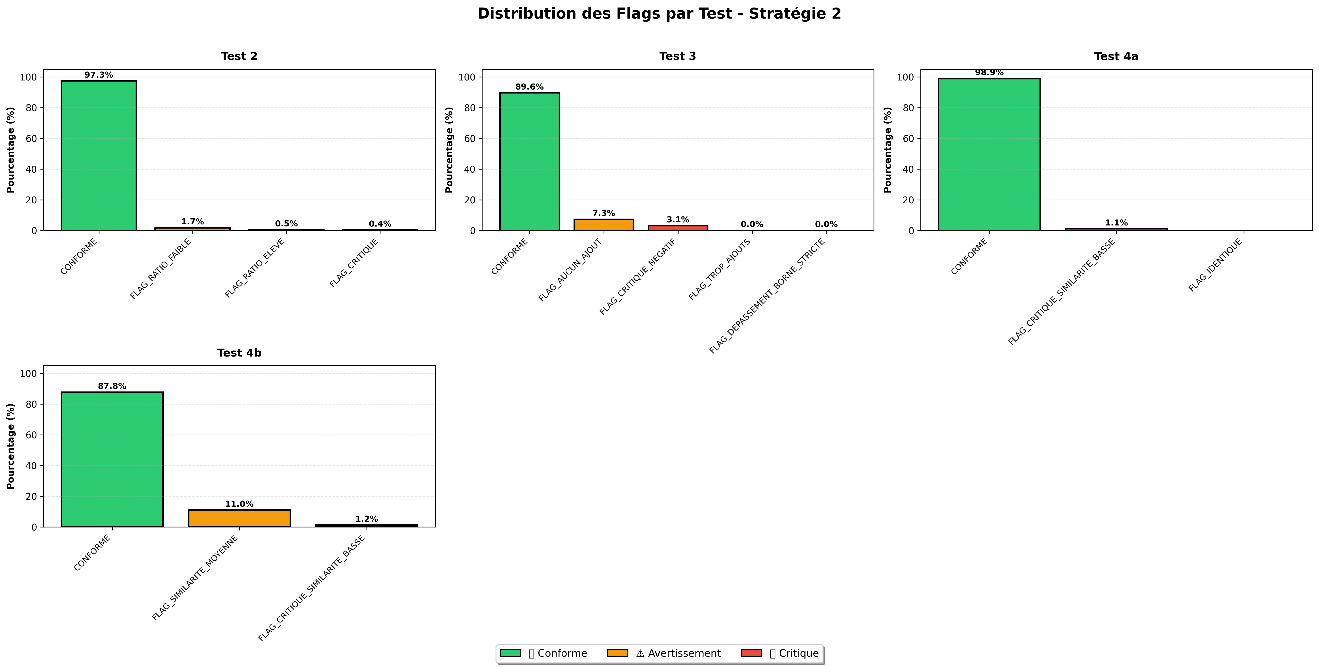 Distribution des Flags par Test - Stratégie 2
Test 2
Pourcentage (%)
100
80
60
40
20
0
97.3%
1.7%
0.5%
0.4%
CONFORME
FLAG_RATIO_FAIBLE
FLAG_RATIO_ELEVE
FLAG_CRITIQUE
Test 3
Pourcentage (%)
100
80
60
40
20
0
89.6%
7.3%
3.1%
0.0%
0.0%
CONFORME
FLAG_AUCUN_AJOUT
FLAG_CRITIQUE_NEGATIF
FLAG_TROP_AJOUTS
FLAG_DEPASSEMENT_BORNE_STRICTE
Test 4a
Pourcentage (%)
100
80
60
40
20
0
98.9%
1.1%
CONFORME
FLAG_CRITIQUE_SIMILARITE_BASSE
FLAG_IDENTIQUE
Test 4b
Pourcentage (%)
100
80
60
40
20
0
87.8%
11.0%
1.2%
CONFORME
FLAG_SIMILARITE_MOYENNE
FLAG_CRITIQUE_SIMILARITE_BASSE
▯ Conforme
⚠ Avertissement
▯ Critique